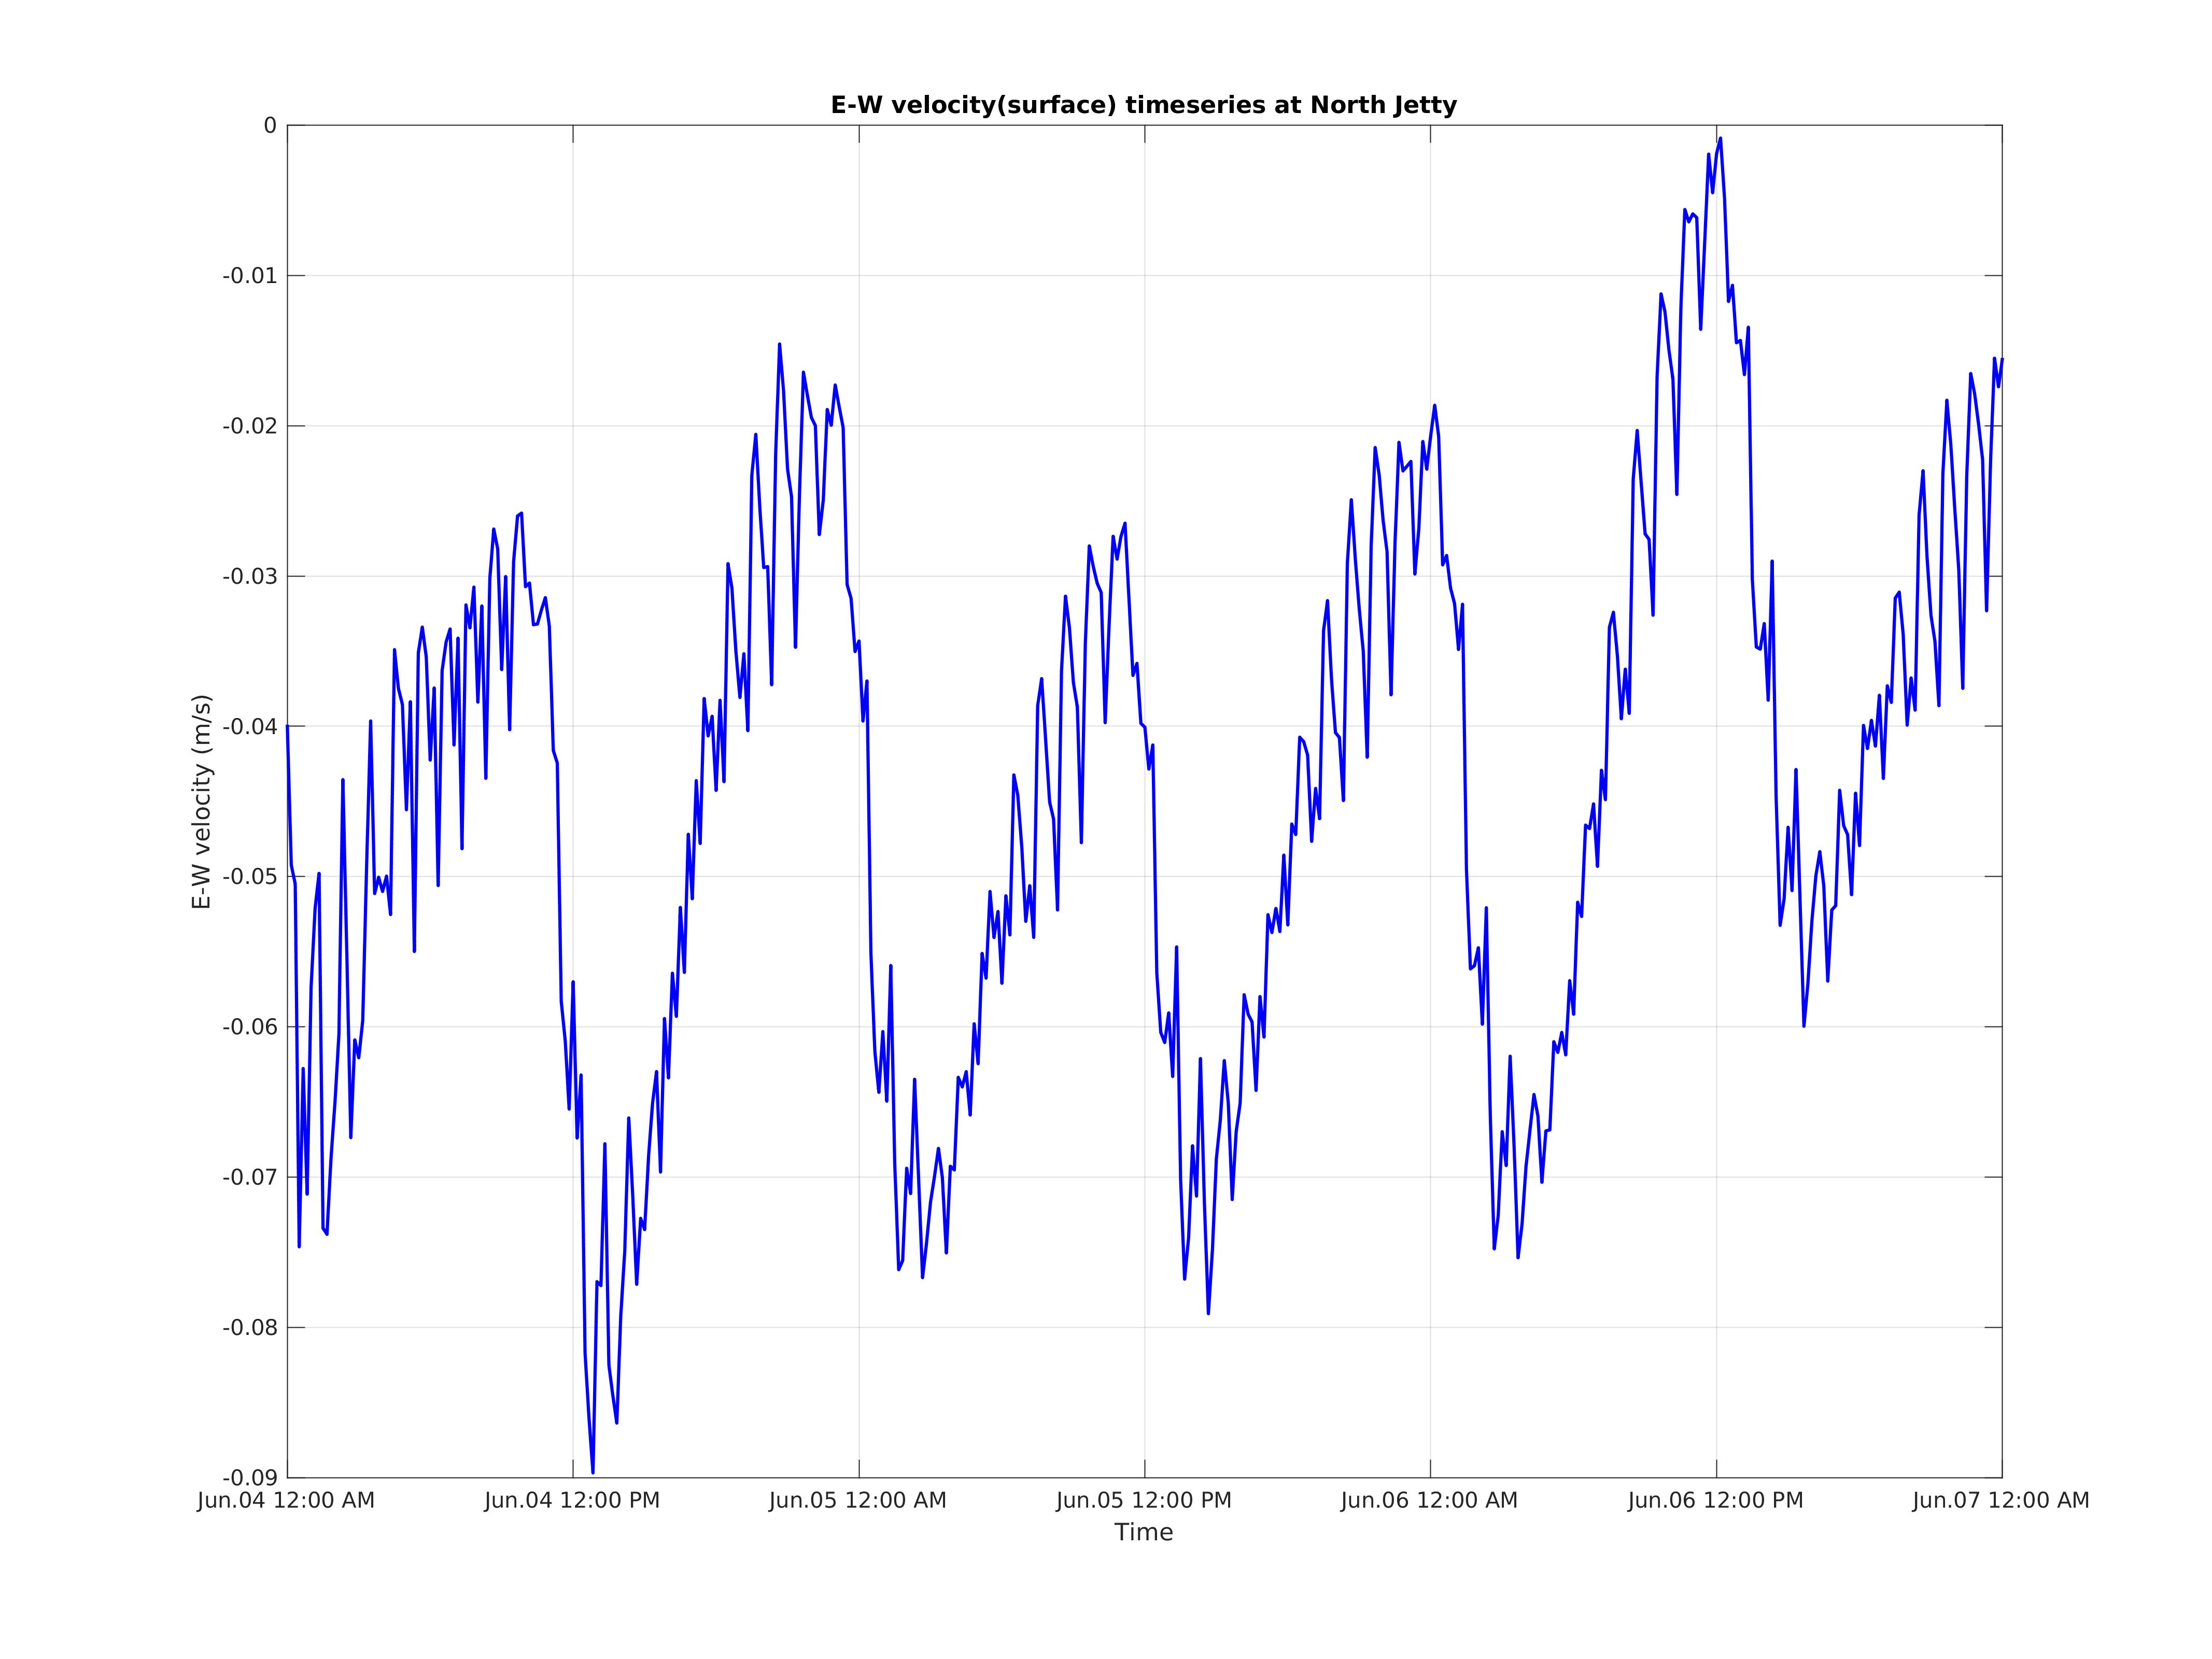 E-W velocity(surface) timeseries at North Jetty
0
-0.01
-0.02
-0.03
-0.04
-0.05
-0.06
-0.07
-0.08
-0.09
E-W velocity (m/s)
Jun.04 12:00 AM Jun.04 12:00 PM Jun.05 12:00 AM Jun.05 12:00 PM Jun.06 12:00 AM Jun.06 12:00 PM Jun.07 12:00 AM
Time